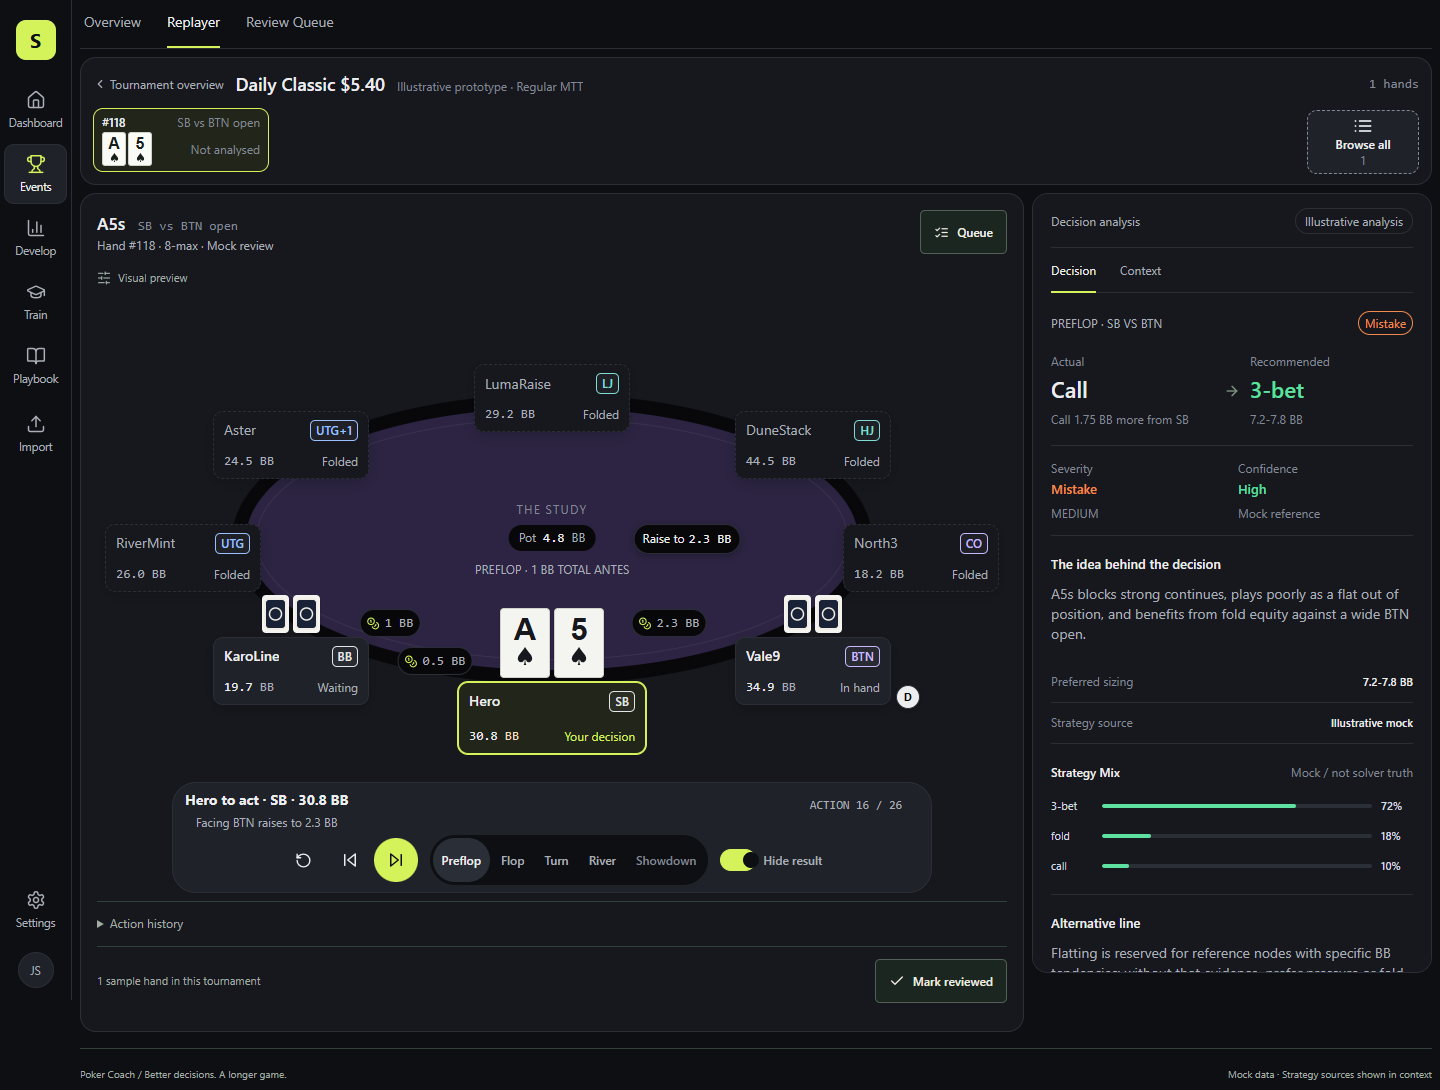 S
Dashboard
Events
Develop
Train
Playbook
Import
Settings
JS
Overview
Replayer
Review Queue
Tournament overview
Daily Classic $5.40
Illustrative prototype · Regular MTT
1 hands
#118
SB vs BTN open
A
5
Not analysed
Browse all
1
A5s
SB vs BTN open
Hand #118 · 8-max · Mock review
Queue
Visual preview
LumaRaise
LJ
29.2 BB
Folded
Aster
UTG+1
24.5 BB
Folded
DuneStack
HJ
44.5 BB
Folded
RiverMint
UTG
26.0 BB
Folded
North3
CO
18.2 BB
Folded
THE STUDY
Pot 4.8 BB
Raise to 2.3 BB
PREFLOP · 1 BB TOTAL ANTES
1 BB
0.5 BB
2.3 BB
A
5
KaroLine
BB
19.7 BB
Waiting
Vale9
BTN
34.9 BB
In hand
D
Hero
SB
30.8 BB
Your decision
Hero to act · SB · 30.8 BB
Facing BTN raises to 2.3 BB
ACTION 16 / 26
Preflop
Flop
Turn
River
Showdown
Hide result
Action history
1 sample hand in this tournament
Mark reviewed
Decision analysis
Illustrative analysis
Decision
Context
PREFLOP · SB VS BTN
Mistake
Actual
Recommended
Call
3-bet
Call 1.75 BB more from SB
7.2-7.8 BB
Severity
Confidence
Mistake
High
MEDIUM
Mock reference
The idea behind the decision
A5s blocks strong continues, plays poorly as a flat out of
position, and benefits from fold equity against a wide BTN
open.
Preferred sizing
7.2-7.8 BB
Strategy source
Illustrative mock
Strategy Mix
Mock / not solver truth
3-bet
72%
fold
18%
call
10%
Alternative line
Flatting is reserved for reference nodes with specific BB
tendencies; without that evidence, prefer pressure or fold.
Poker Coach / Better decisions. A longer game.
Mock data · Strategy sources shown in context